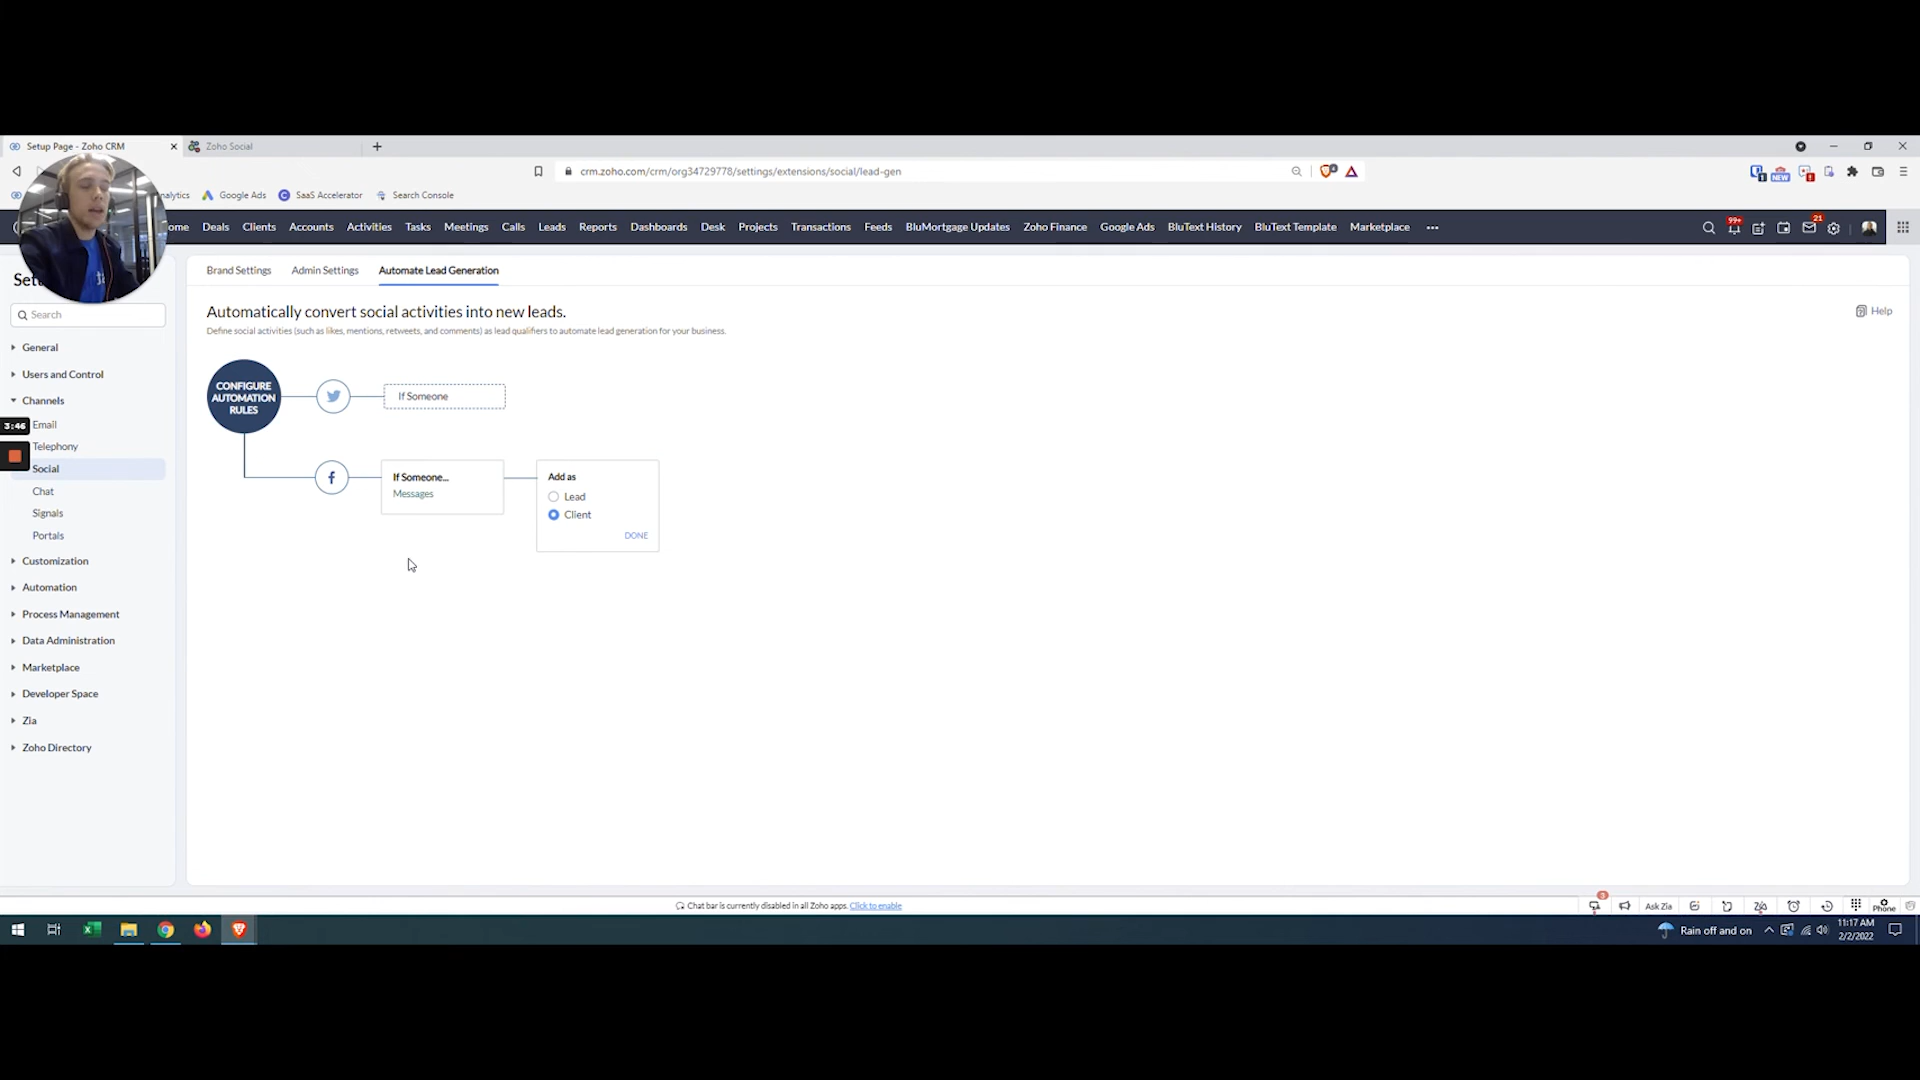 Setup Page - Zoho CRM
Zoho Social
crm.zoho.com/crm/org34729778/settings/extensions/social/lead-gen
nalytics
Google Ads
SaaS Accelerator
Search Console
NEW
ome
Deals
Clients
Accounts
Activities
Tasks
Meetings
Calls
Leads
Reports
Dashboards
Desk
Projects
Transactions
Feeds
BluMortgage Updates
Zoho Finance
Google Ads
BluText History
BluText Template
Marketplace
99+
21
Set
Search
General
Users and Control
Channels
3:46
Email
Telephony
Social
Chat
Signals
Portals
Customization
Automation
Process Management
Data Administration
Marketplace
Developer Space
Zia
Zoho Directory
Brand Settings
Admin Settings
Automate Lead Generation
Automatically convert social activities into new leads.
Define social activities (such as likes, mentions, retweets, and comments) as lead qualifiers to automate lead generation for your business.
Help
CONFIGURE
AUTOMATION
RULES
If Someone
If Someone...
Messages
Add as
Lead
Client
DONE
Chat bar is currently disabled in all Zoho apps. Click to enable
3
Ask Zia
Phone
Rain off and on
11:17 AM
2/2/2022